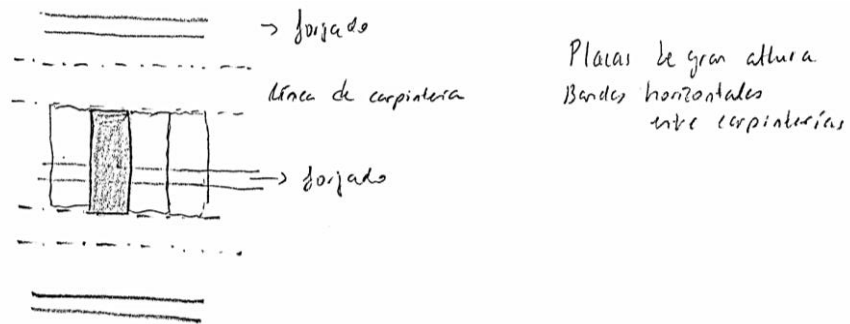 → forjado
Línea de carpintería
→ forjado
Placas de gran altura
Bandas horizontales
entre carpinterías